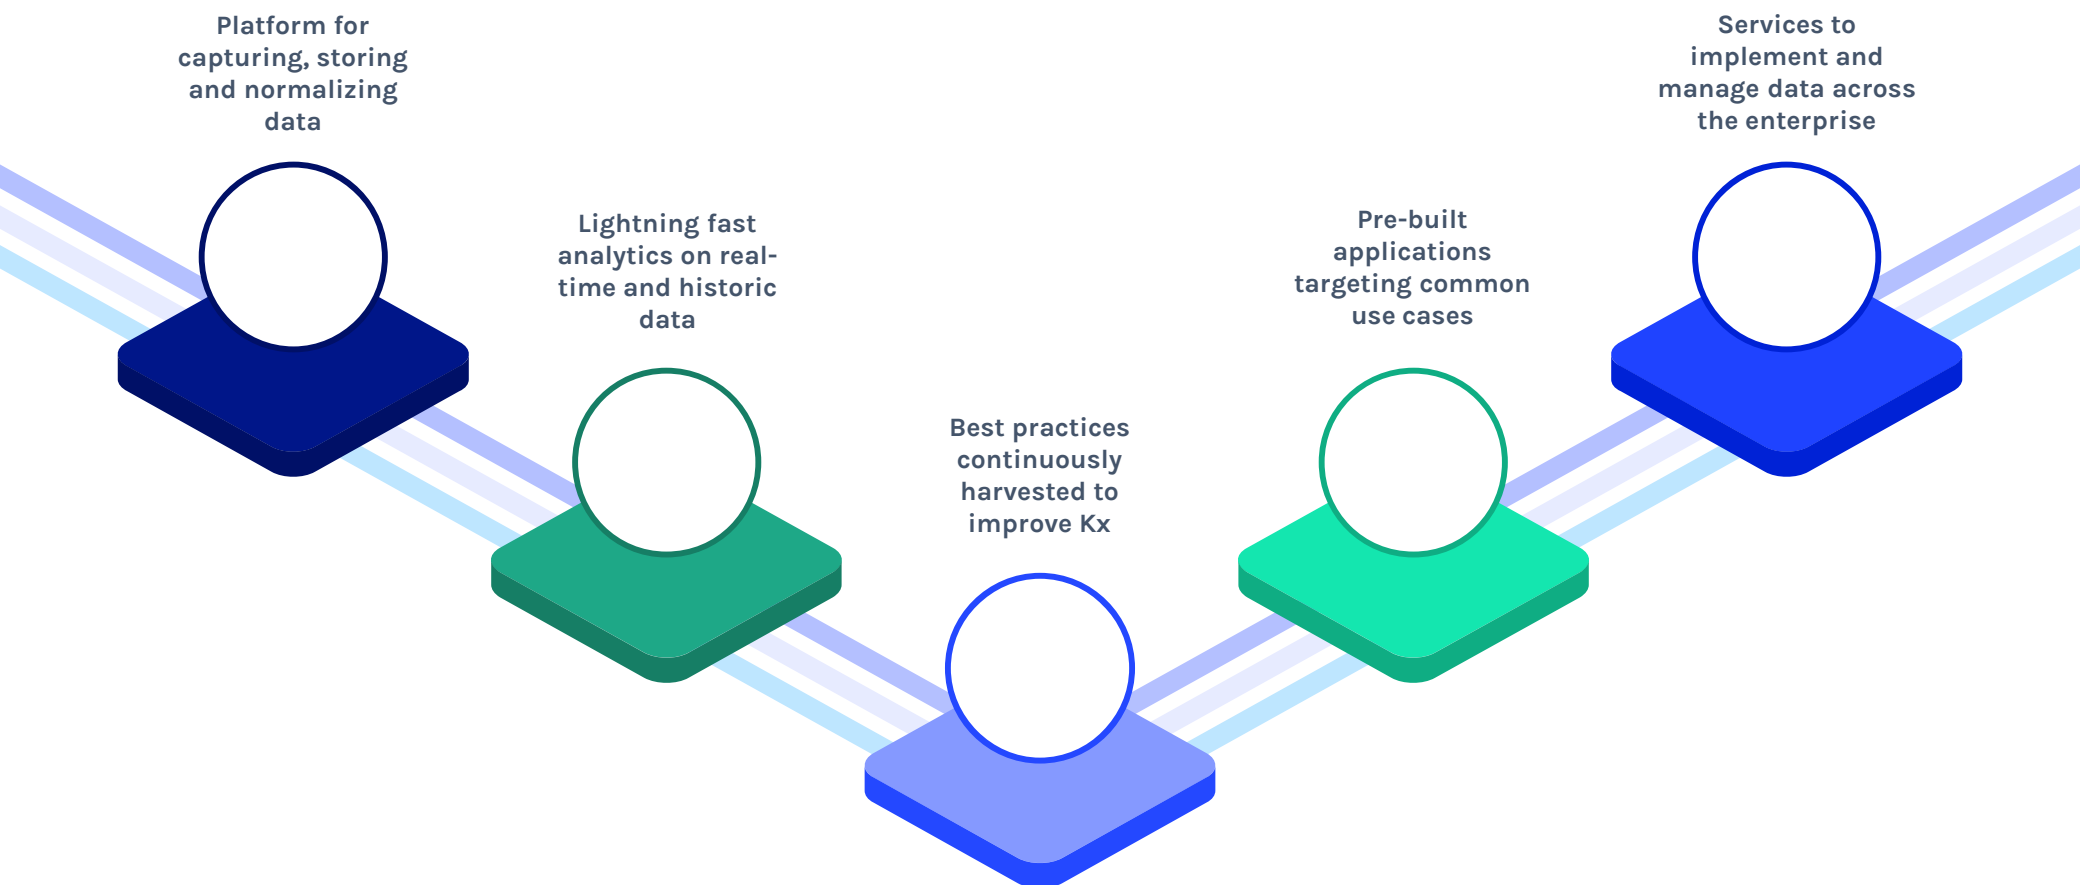 Platform for
capturing, storing
and normalizing
data
Lightning fast
analytics on real-
time and historic
data
Best practices
continuously
harvested to
improve Kx
Pre-built
applications
targeting common
use cases
Services to
implement and
manage data across
the enterprise